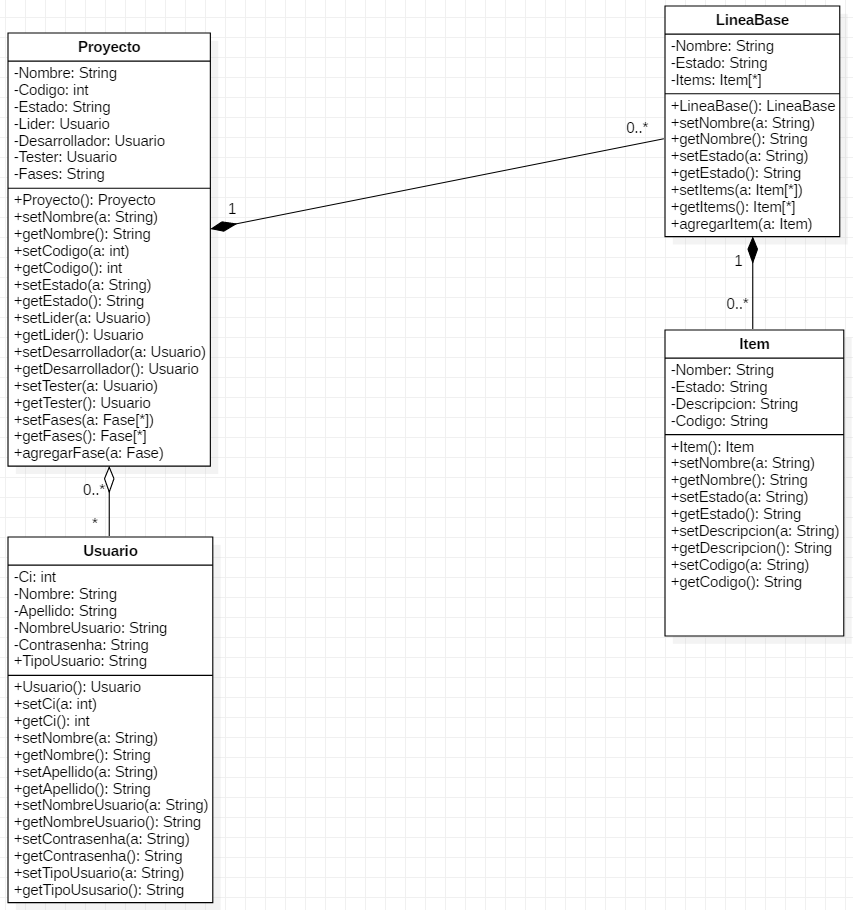 Proyecto
-Nombre: String
-Codigo: int
-Estado: String
-Lider: Usuario
-Desarrollador: Usuario
-Tester: Usuario
-Fases: String
+Proyecto(): Proyecto
+setNombre(a: String)
+getNombre(): String
+setCodigo(a: int)
+getCodigo(): int
+setEstado(a: String)
+getEstado(): String
+setLider(a: Usuario)
+getLider(): Usuario
+setDesarrollador(a: Usuario)
+getDesarrollador(): Usuario
+setTester(a: Usuario)
+getTester(): Usuario
+setFases(a: Fase[*])
+getFases(): Fase[*]
+agregarFase(a: Fase)
1
0..*
LineaBase
-Nombre: String
-Estado: String
-Items: Item[*]
+LineaBase(): LineaBase
+setNombre(a: String)
+getNombre(): String
+setEstado(a: String)
+getEstado(): String
+setItems(a: Item[*])
+getItems(): Item[*]
+agregarItem(a: Item)
1
0..*
Item
-Nomber: String
-Estado: String
-Descripcion: String
-Codigo: String
+Item(): Item
+setNombre(a: String)
+getNombre(): String
+setEstado(a: String)
+getEstado(): String
+setDescripcion(a: String)
+getDescripcion(): String
+setCodigo(a: String)
+getCodigo(): String
0..*
*
Usuario
-Ci: int
-Nombre: String
-Apellido: String
-NombreUsuario: String
-Contrasenha: String
+TipoUsuario: String
+Usuario(): Usuario
+setCi(a: int)
+getCi(): int
+setNombre(a: String)
+getNombre(): String
+setApellido(a: String)
+getApellido(): String
+setNombreUsuario(a: String)
+getNombreUsuario(): String
+setContrasenha(a: String)
+getContrasenha(): String
+setTipoUsuario(a: String)
+getTipoUsusario(): String